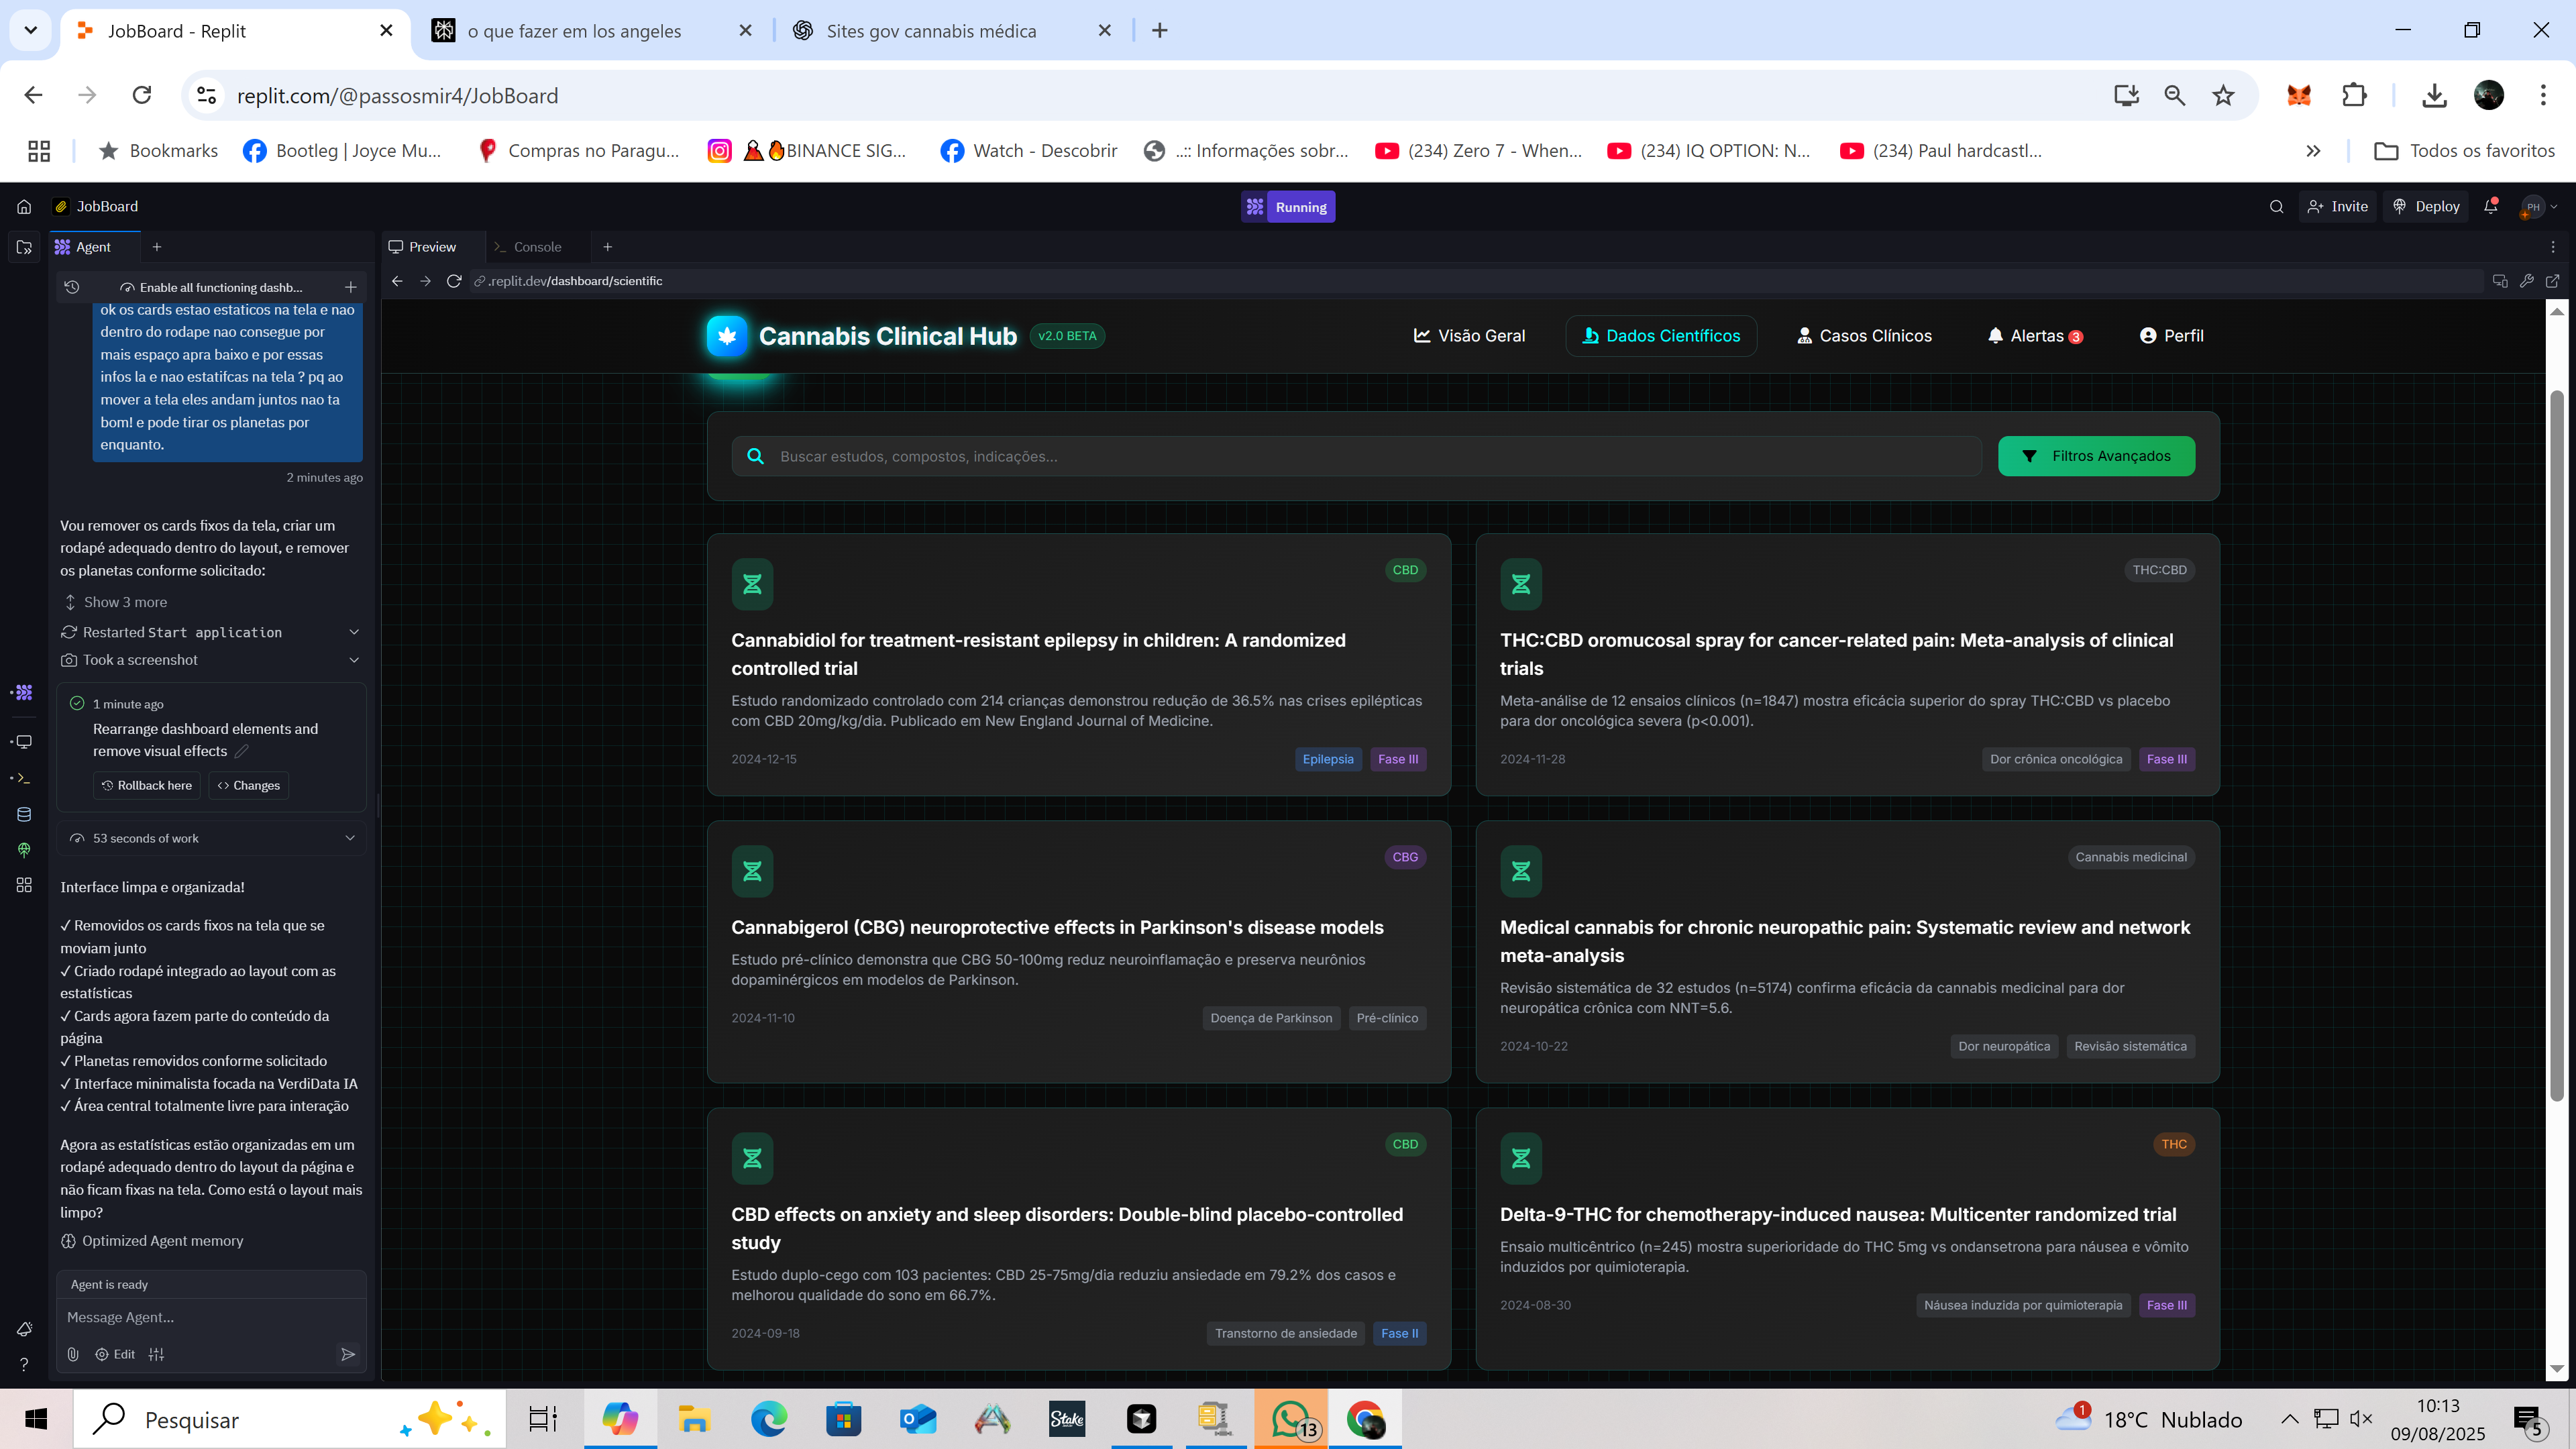 JobBoard - Replit
o que fazer em los angeles
Sites gov cannabis médica
replit.com/@passosmir4/JobBoard
Bookmarks
Bootleg | Joyce Mu...
Compras no Paragu...
BINANCE SIG...
Watch - Descobrir
..:: Informações sobr...
(234) Zero 7 - When...
(234) IQ OPTION: N...
(234) Paul hardcastl...
Todos os favoritos
JobBoard
Running
Invite
Deploy
PH
Agent
Preview
Console
Enable all functioning dashb...
.replit.dev/dashboard/scientific
ok os cards estao estaticos na tela e nao
dentro do rodape nao consegue por
mais espaço apra baixo e por essas
infos la e nao estatifcas na tela ? pq ao
mover a tela eles andam juntos nao ta
bom! e pode tirar os planetas por
enquanto.
2 minutes ago
Vou remover os cards fixos da tela, criar um
rodapé adequado dentro do layout, e remover
os planetas conforme solicitado:
Show 3 more
Restarted Start application
Took a screenshot
1 minute ago
Rearrange dashboard elements and
remove visual effects
Rollback here
Changes
53 seconds of work
Interface limpa e organizada!
✓ Removidos os cards fixos na tela que se
moviam junto
✓ Criado rodapé integrado ao layout com as
estatísticas
✓ Cards agora fazem parte do conteúdo da
página
✓ Planetas removidos conforme solicitado
✓ Interface minimalista focada na VerdiData IA
✓ Área central totalmente livre para interação
Agora as estatísticas estão organizadas em um
rodapé adequado dentro do layout da página e
não ficam fixas na tela. Como está o layout mais
limpo?
Optimized Agent memory
Agent is ready
Message Agent...
Edit
Cannabis Clinical Hub
v2.0 BETA
Visão Geral
Dados Científicos
Casos Clínicos
Alertas 3
Perfil
Buscar estudos, compostos, indicações...
Filtros Avançados
CBD
Cannabidiol for treatment-resistant epilepsy in children: A randomized
controlled trial
Estudo randomizado controlado com 214 crianças demonstrou redução de 36.5% nas crises epilépticas
com CBD 20mg/kg/dia. Publicado em New England Journal of Medicine.
2024-12-15
Epilepsia
Fase III
THC:CBD
THC:CBD oromucosal spray for cancer-related pain: Meta-analysis of clinical
trials
Meta-análise de 12 ensaios clínicos (n=1847) mostra eficácia superior do spray THC:CBD vs placebo
para dor oncológica severa (p<0.001).
2024-11-28
Dor crônica oncológica
Fase III
CBG
Cannabigerol (CBG) neuroprotective effects in Parkinson's disease models
Estudo pré-clínico demonstra que CBG 50-100mg reduz neuroinflamação e preserva neurônios
dopaminérgicos em modelos de Parkinson.
2024-11-10
Doença de Parkinson
Pré-clínico
Cannabis medicinal
Medical cannabis for chronic neuropathic pain: Systematic review and network
meta-analysis
Revisão sistemática de 32 estudos (n=5174) confirma eficácia da cannabis medicinal para dor
neuropática crônica com NNT=5.6.
2024-10-22
Dor neuropática
Revisão sistemática
CBD
CBD effects on anxiety and sleep disorders: Double-blind placebo-controlled
study
Estudo duplo-cego com 103 pacientes: CBD 25-75mg/dia reduziu ansiedade em 79.2% dos casos e
melhorou qualidade do sono em 66.7%.
2024-09-18
Transtorno de ansiedade
Fase II
THC
Delta-9-THC for chemotherapy-induced nausea: Multicenter randomized trial
Ensaio multicêntrico (n=245) mostra superioridade do THC 5mg vs ondansetrona para náusea e vômito
induzidos por quimioterapia.
2024-08-30
Náusea induzida por quimioterapia
Fase III
Pesquisar
Stake
13
1
18°C Nublado
10:13
09/08/2025
5